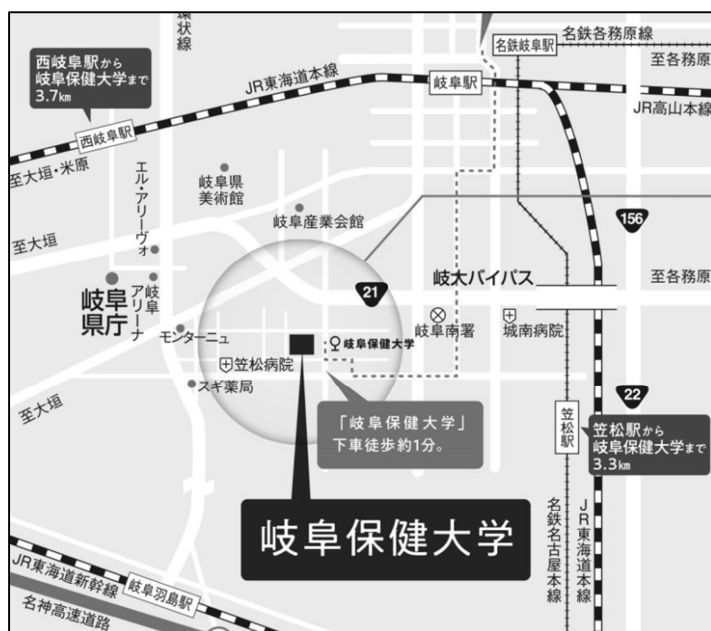 環状線
名鉄各務原線
名鉄岐阜駅
至各務原
西岐阜駅から
岐阜保健大学まで
3.7km
JR東海道本線
岐阜駅
JR高山本線
西岐阜駅
至大垣・米原
エル・アリーヴォ
岐阜県
美術館
岐阜産業会館
至大垣
156
岐阜
県庁
岐阜
アリーナ
21
岐大バイパス
至各務原
モンターニュ
岐阜保健大学
岐阜南署
城南病院
笠松病院
スギ薬局
至大垣
「岐阜保健大学」
下車徒歩約1分。
22
笠松駅
笠松駅から
岐阜保健大学まで
3.3km
岐阜保健大学
名鉄名古屋本線
JR東海道本線
JR東海道新幹線
岐阜羽島駅
名神高速道路